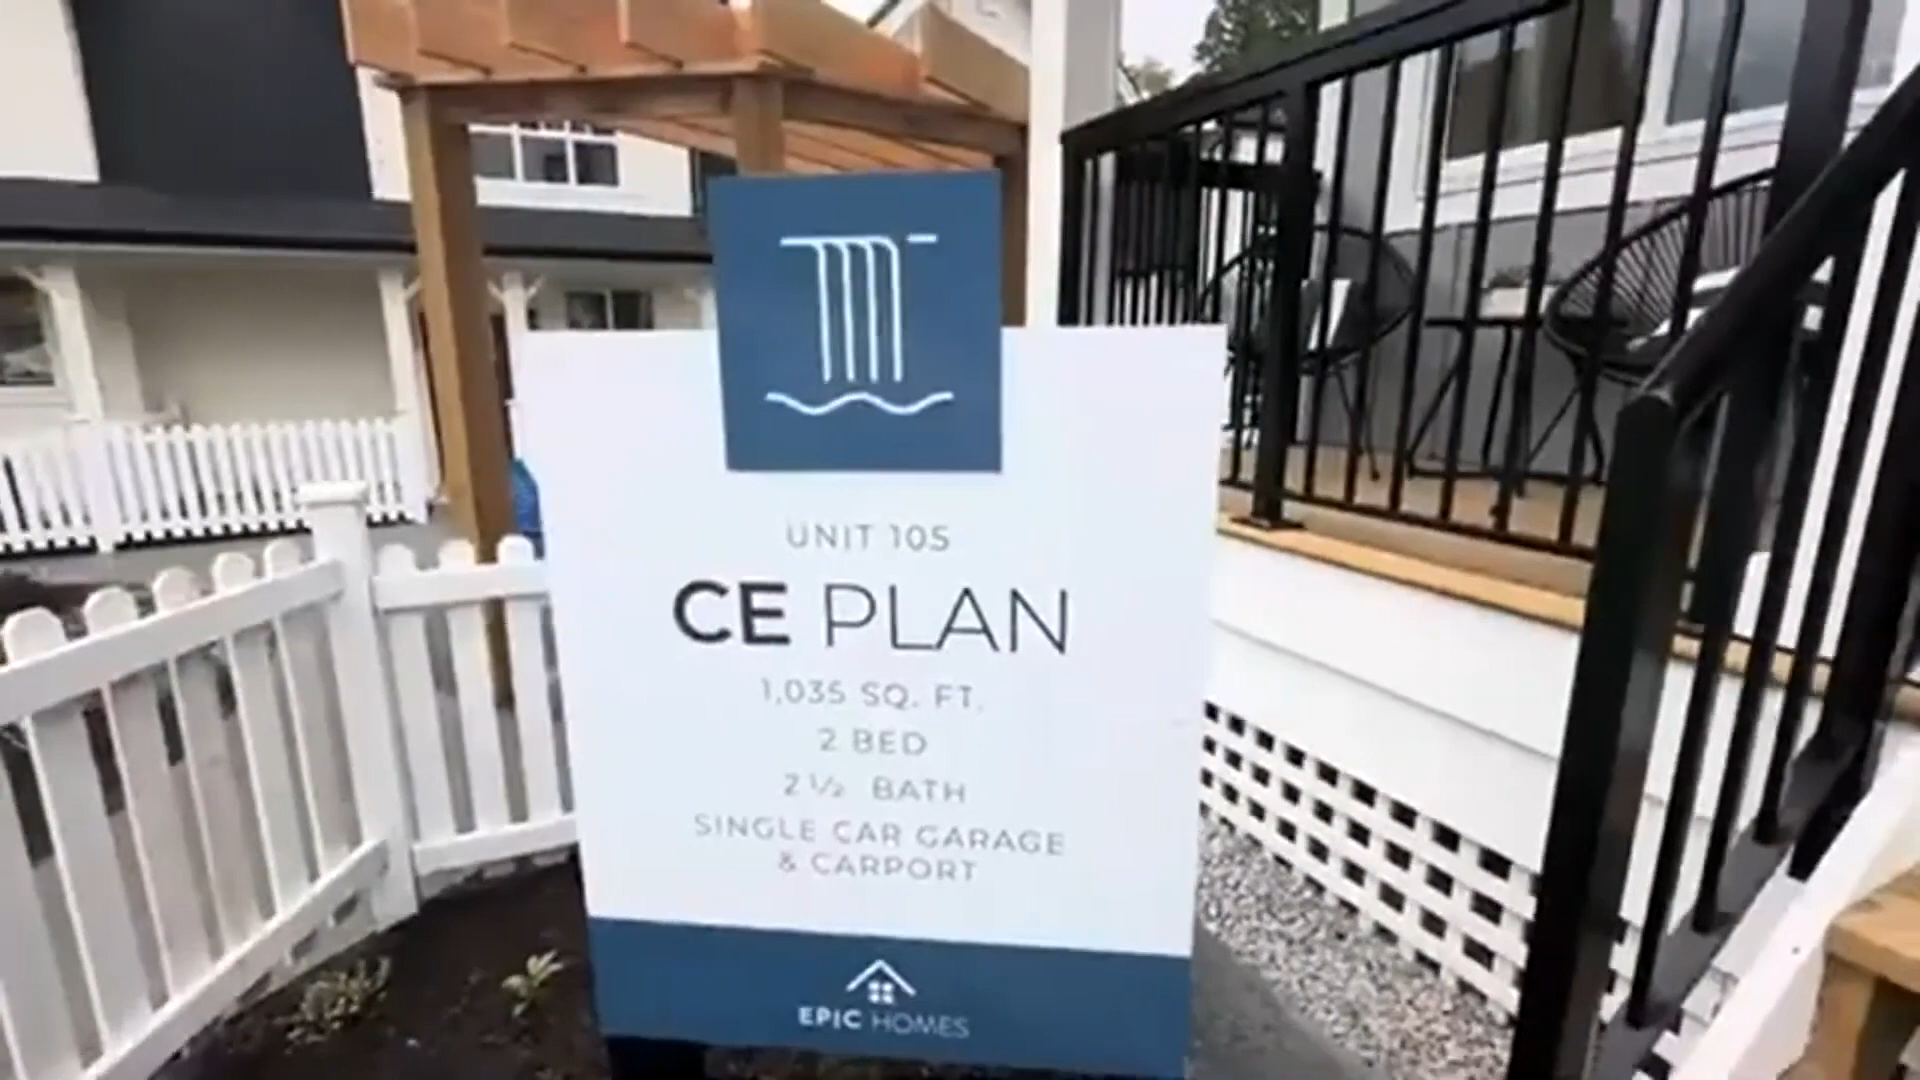 UNIT 105
CE PLAN
1,035 SQ. FT.
2 BED
2 ½ BATH
SINGLE CAR GARAGE
& CARPORT
EPIC HOMES